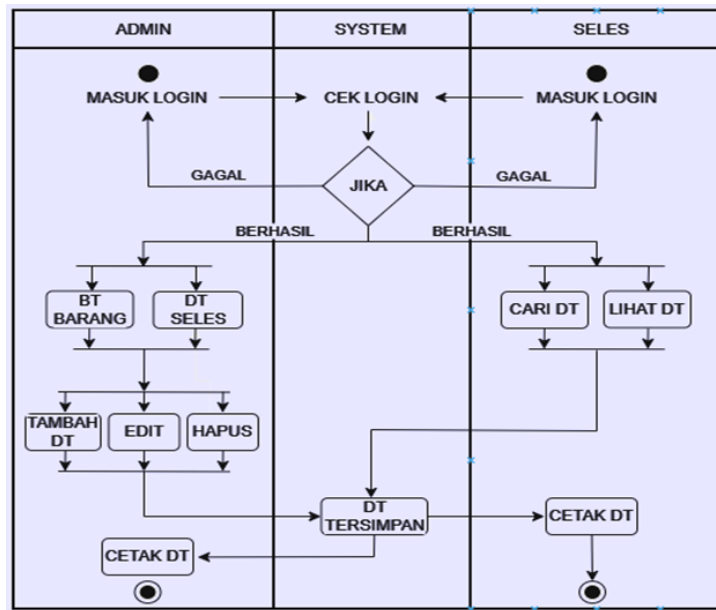 ADMIN
SYSTEM
SELES
MASUK LOGIN
CEK LOGIN
MASUK LOGIN
GAGAL
JIKA
GAGAL
BERHASIL
BERHASIL
BT
BARANG
DT
SELES
CARI DT
LIHAT DT
TAMBAH
DT
EDIT
HAPUS
DT
TERSIMPAN
CETAK DT
CETAK DT